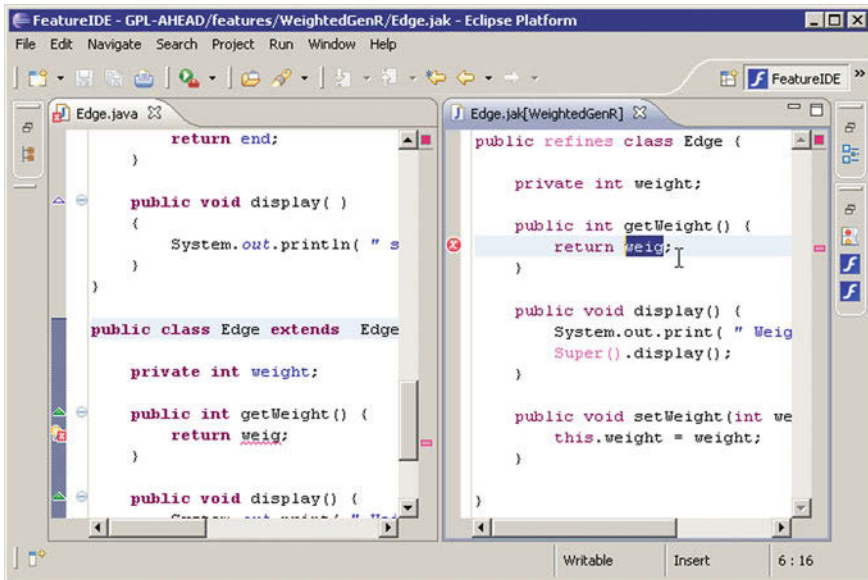 FeatureIDE - GPL-AHEAD/features/WeightedGenR/Edge.jak - Eclipse Platform
File Edit Navigate Search Project Run Window Help
FeatureIDE »
Edge.java
return end;
}
public void display( )
{
System.out.println( " s
}
}
public class Edge extends Edge
private int weight;
public int getWeight() {
return weig;
}
public void display() {
Edge.jak[WeightedGenR]
public refines class Edge {
private int weight;
public int getWeight() {
return weig;
}
public void display() {
System.out.print( " Weig
Super().display();
}
public void setWeight(int we
this.weight = weight;
}
}
Writable Insert 6 : 16